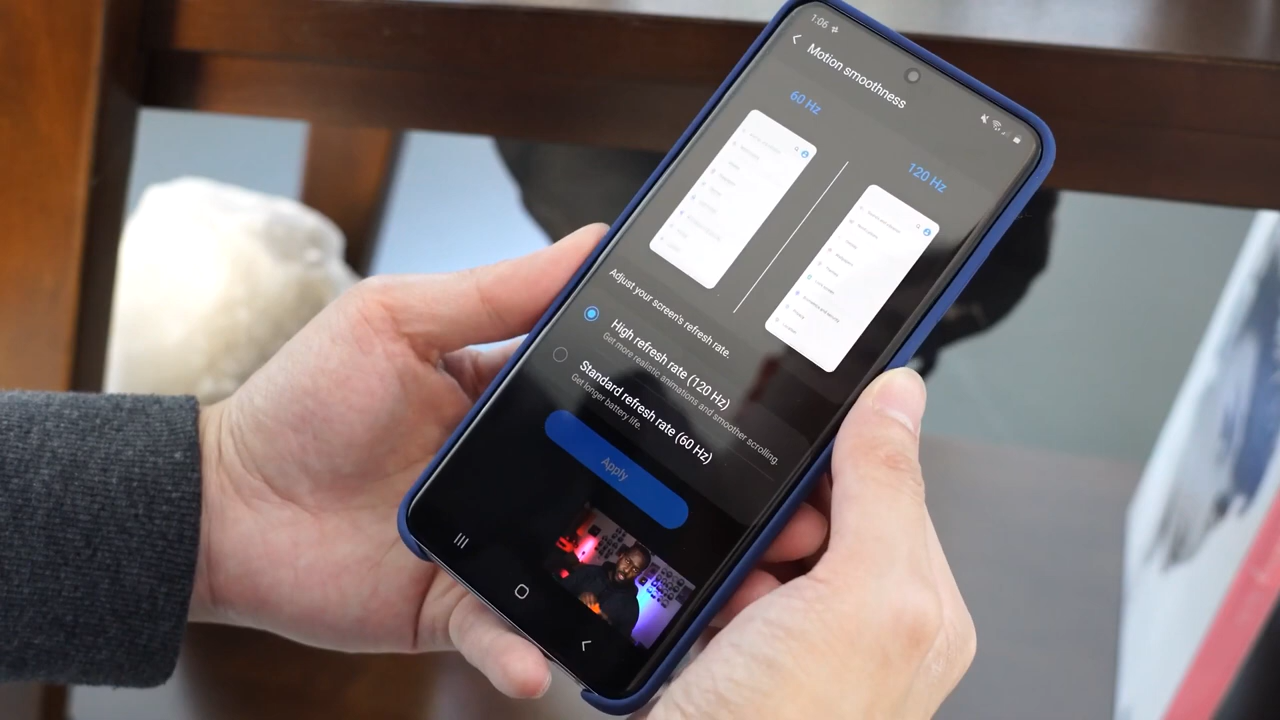 1:06
Motion smoothness
60 Hz
120 Hz
Adjust your screen's refresh rate.
High refresh rate (120 Hz)
Get more realistic animations and smoother scrolling.
Standard refresh rate (60 Hz)
Get longer battery life.
Apply